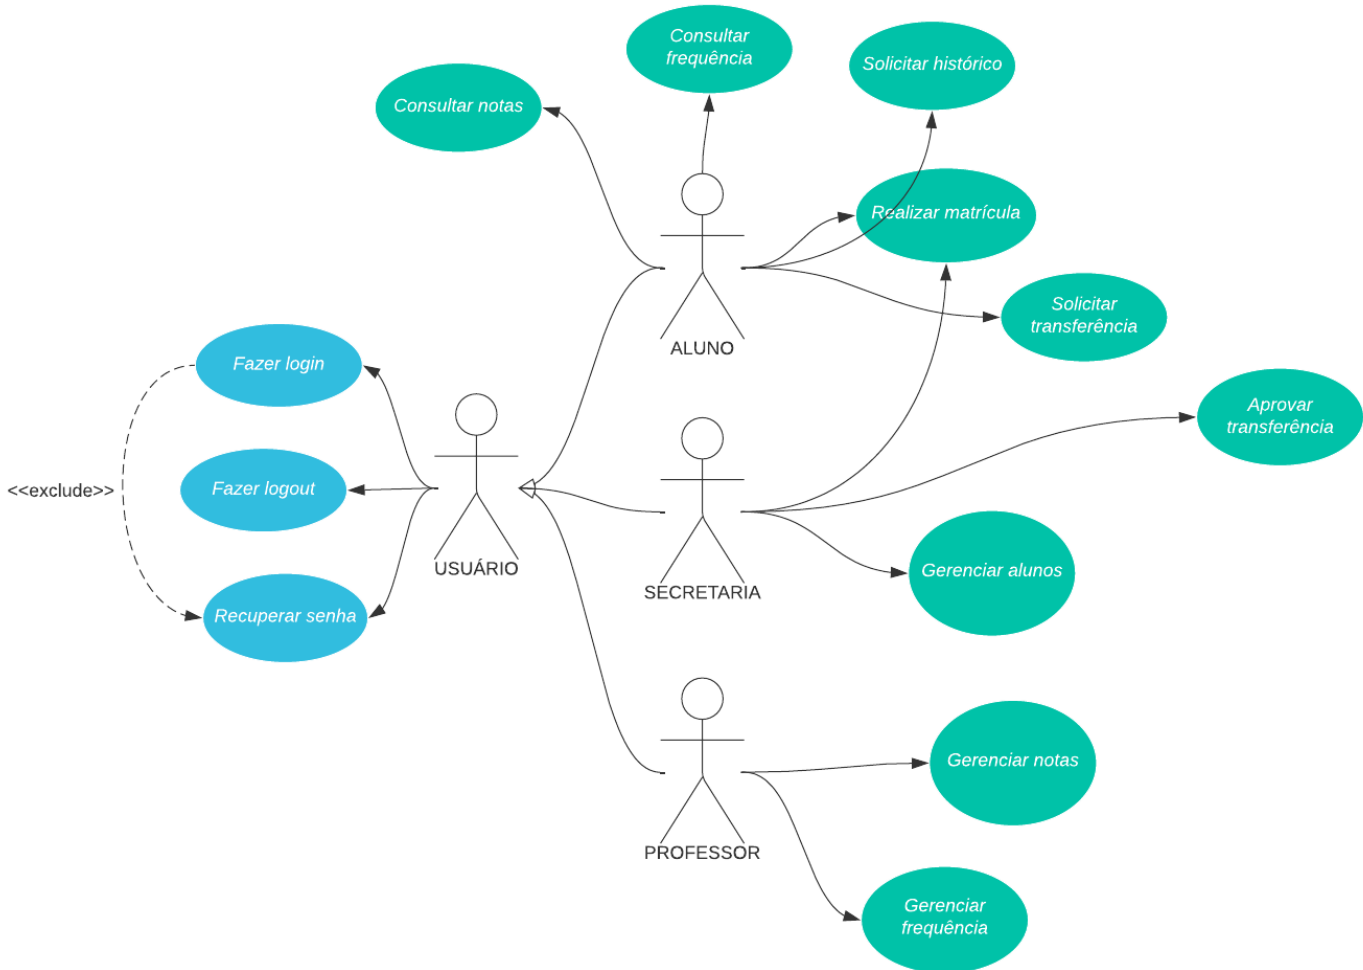 Consultar
frequência
Solicitar histórico
Consultar notas
Realizar matrícula
Solicitar
transferência
ALUNO
Fazer login
Aprovar
transferência
<<exclude>>
Fazer logout
USUÁRIO
SECRETARIA
Gerenciar alunos
Recuperar senha
Gerenciar notas
PROFESSOR
Gerenciar
frequência